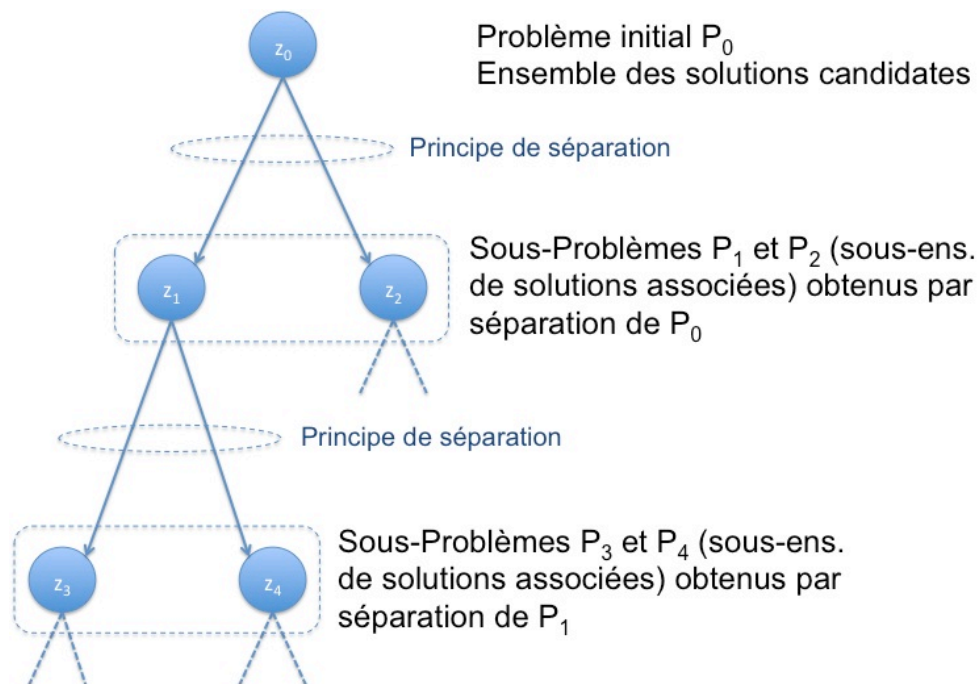 z₀
Problème initial P₀
Ensemble des solutions candidates
Principe de séparation
z₁
z₂
Sous-Problèmes P₁ et P₂ (sous-ens.
de solutions associées) obtenus par
séparation de P₀
Principe de séparation
z₃
z₄
Sous-Problèmes P₃ et P₄ (sous-ens.
de solutions associées) obtenus par
séparation de P₁